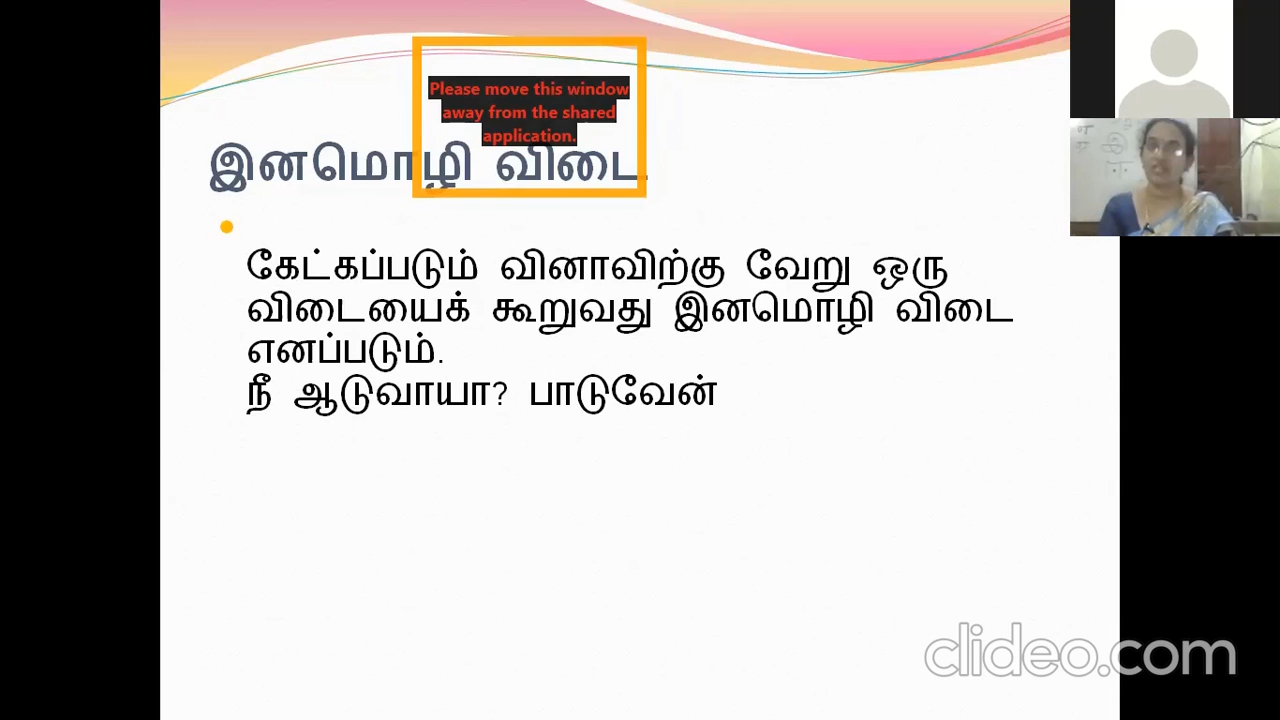 Please move this window
away from the shared
application.
இனமொழி விடை
கேட்கப்படும் வினாவிற்கு வேறு ஒரு
விடையைக் கூறுவது இனமொழி விடை
எனப்படும்.
நீ ஆடுவாயா? பாடுவேன்
clideo.com